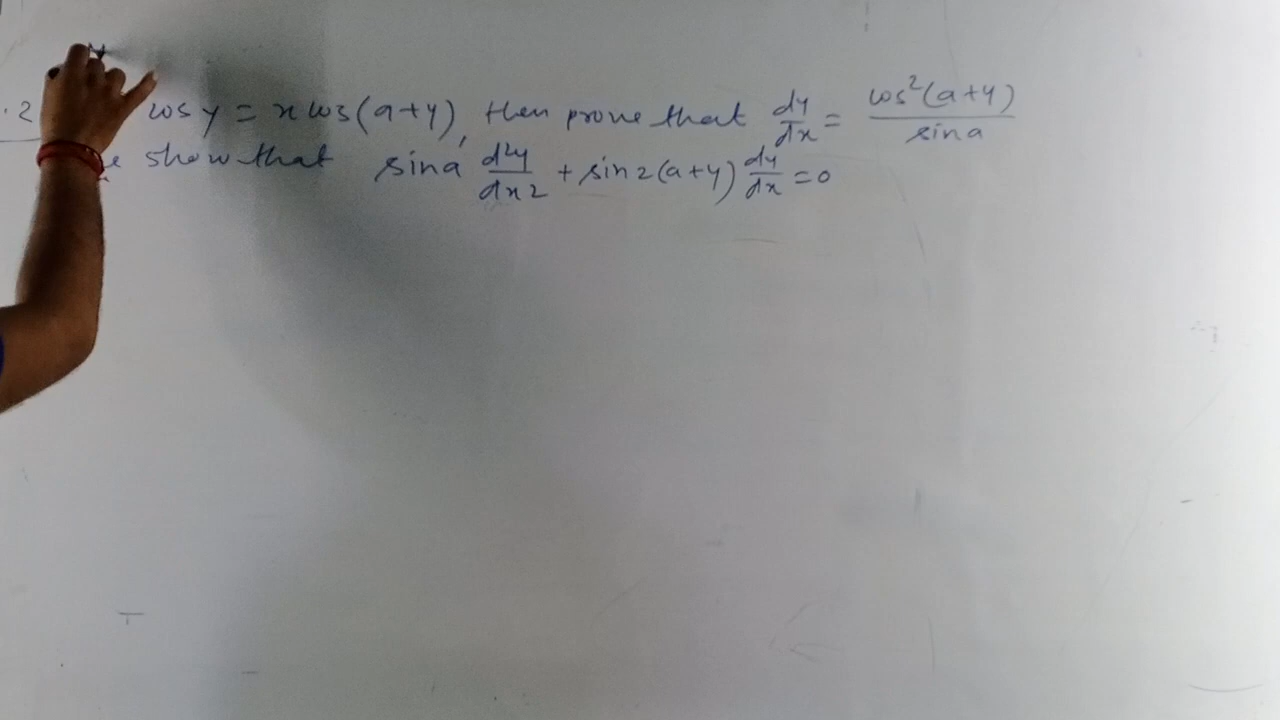 .2 cos y = x cos(a+y), then prove that dy/dx = cos²(a+y)/sin a
show that sin a d²y/dx2 + sin 2(a+y) dy/dx = 0